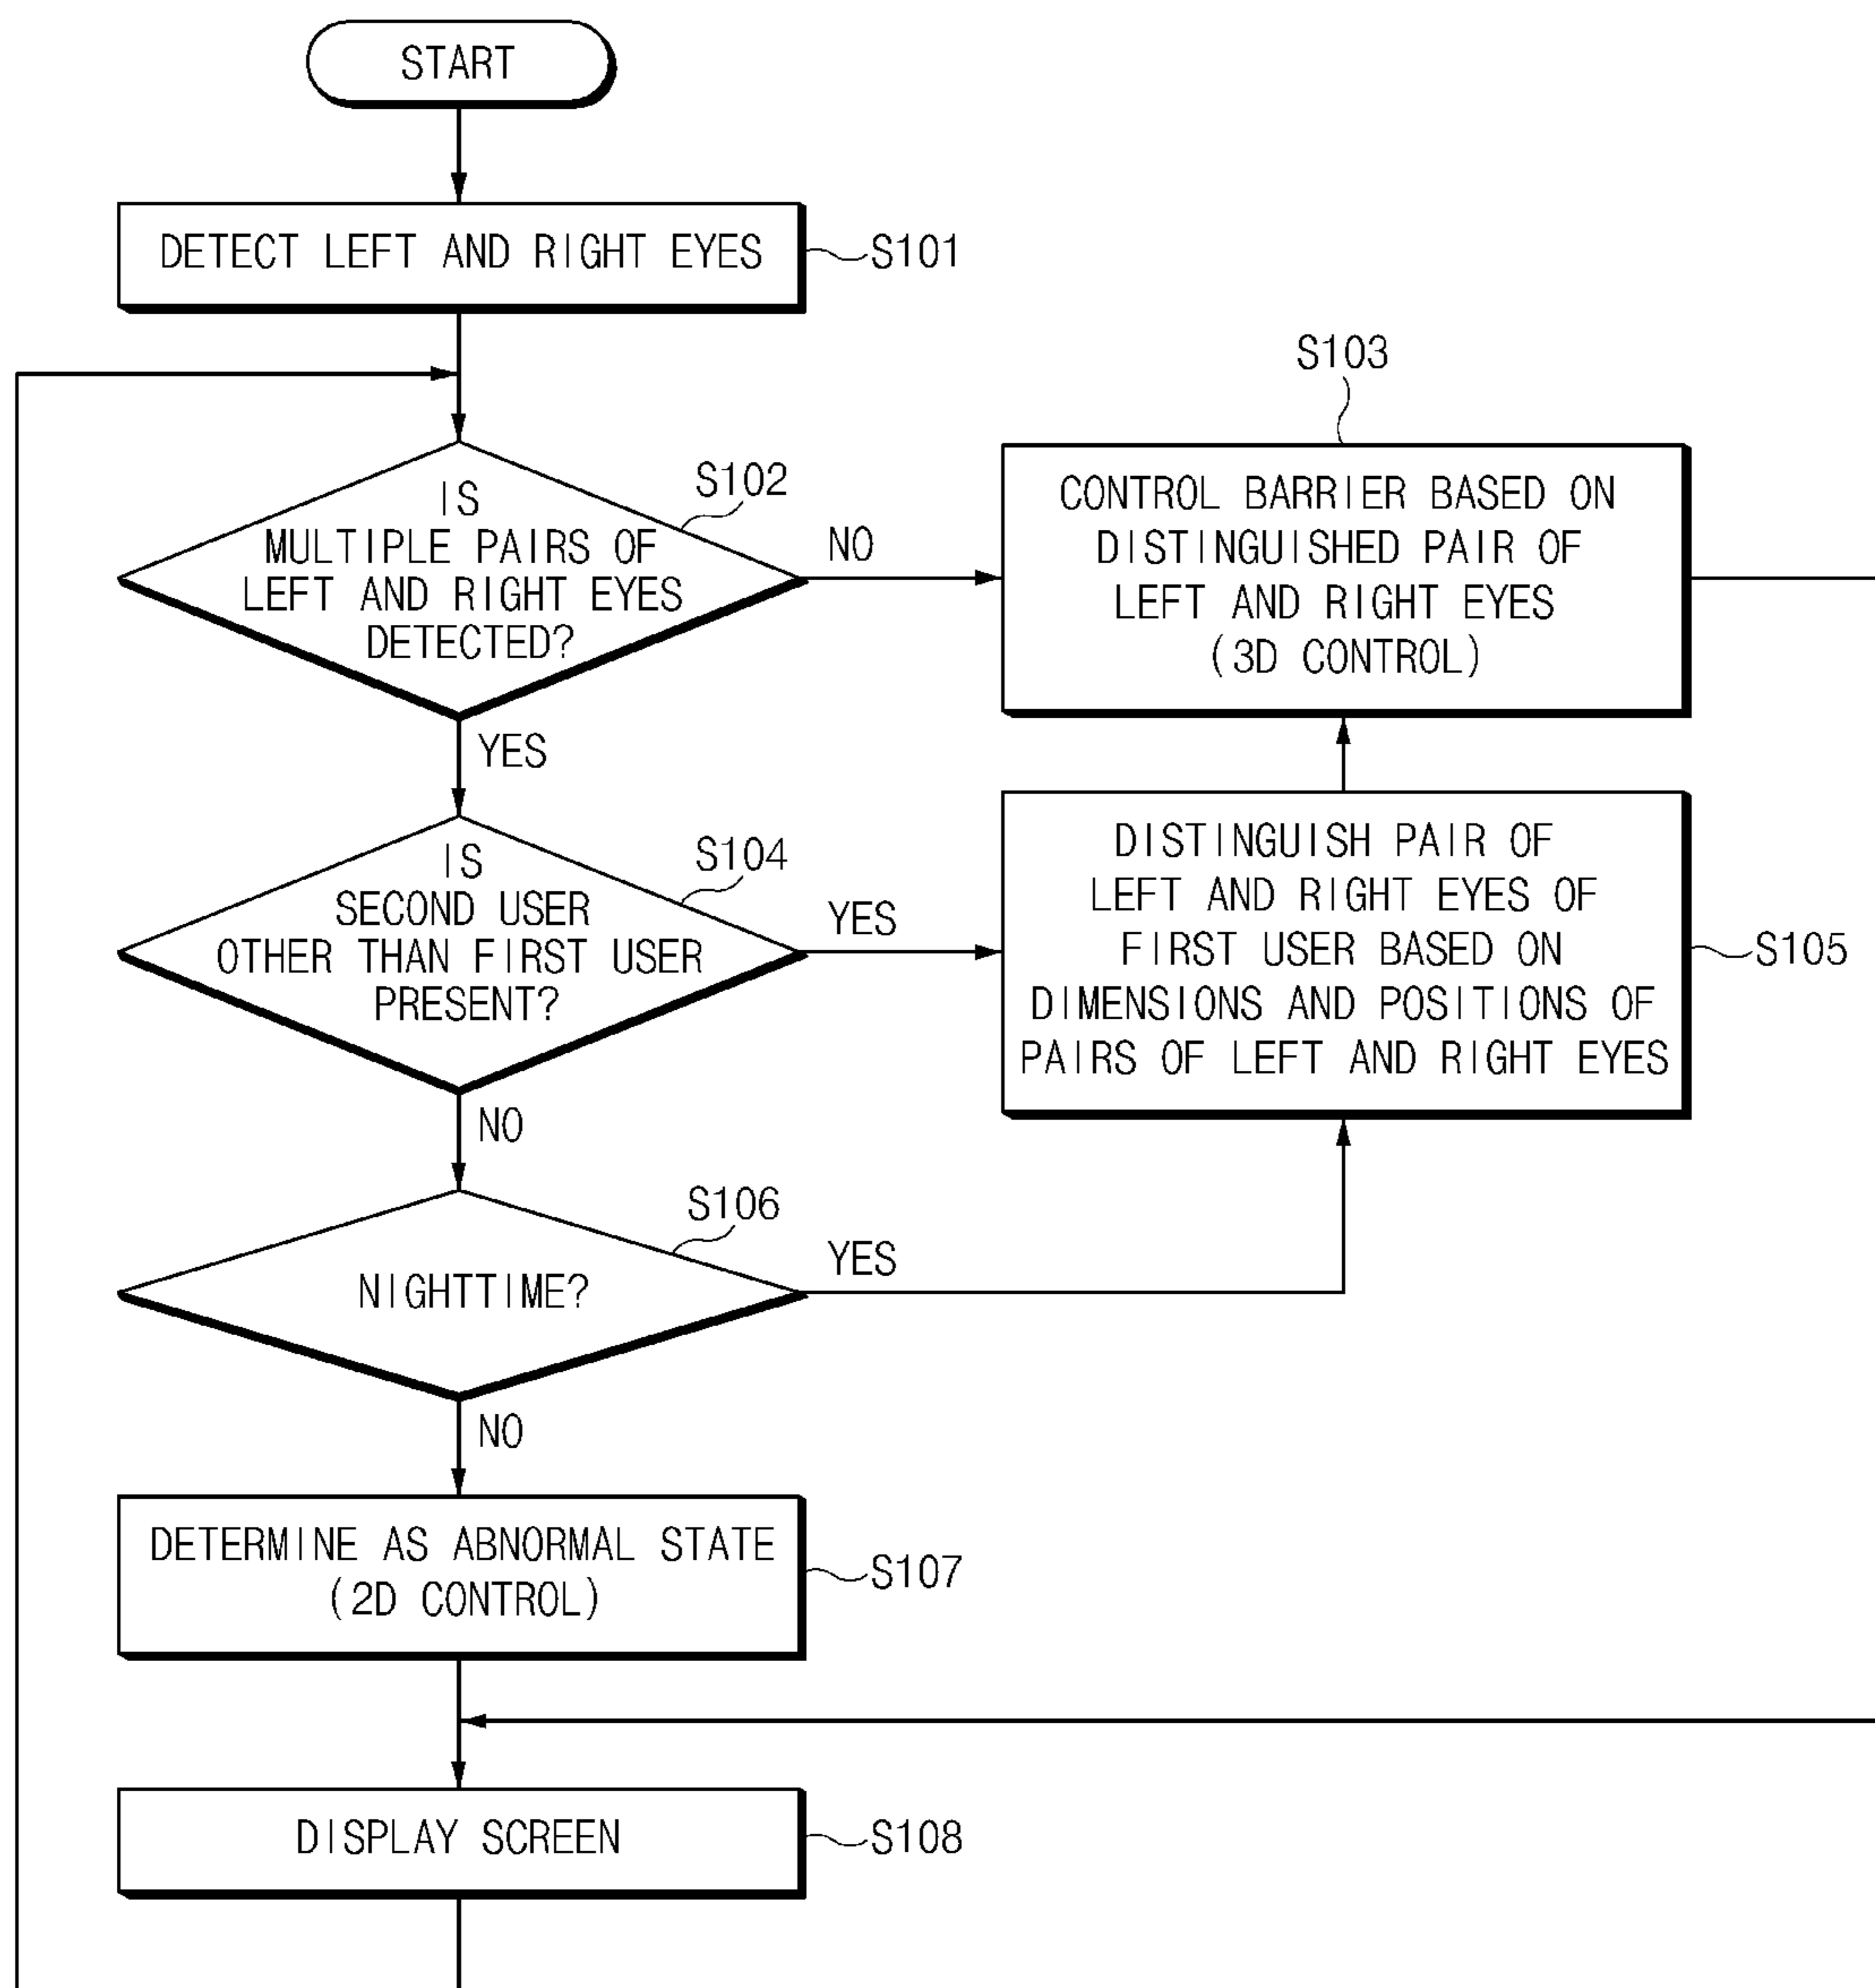 START
DETECT LEFT AND RIGHT EYES
S101
S102
IS
MULTIPLE PAIRS OF
LEFT AND RIGHT EYES
DETECTED?
NO
YES
S103
CONTROL BARRIER BASED ON
DISTINGUISHED PAIR OF
LEFT AND RIGHT EYES
(3D CONTROL)
S104
IS
SECOND USER
OTHER THAN FIRST USER
PRESENT?
YES
NO
DISTINGUISH PAIR OF
LEFT AND RIGHT EYES OF
FIRST USER BASED ON
DIMENSIONS AND POSITIONS OF
PAIRS OF LEFT AND RIGHT EYES
S105
S106
NIGHTTIME?
YES
NO
DETERMINE AS ABNORMAL STATE
(2D CONTROL)
S107
DISPLAY SCREEN
S108